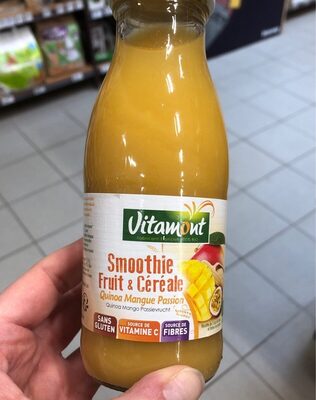 Vitamont
Smoothie
Fruit & Céréale
Quinoa Mangue Passion
Quinoa Mango Passievrucht
SANS
GLUTEN
SOURCE DE
VITAMINE C
SOURCE DE
FIBRES